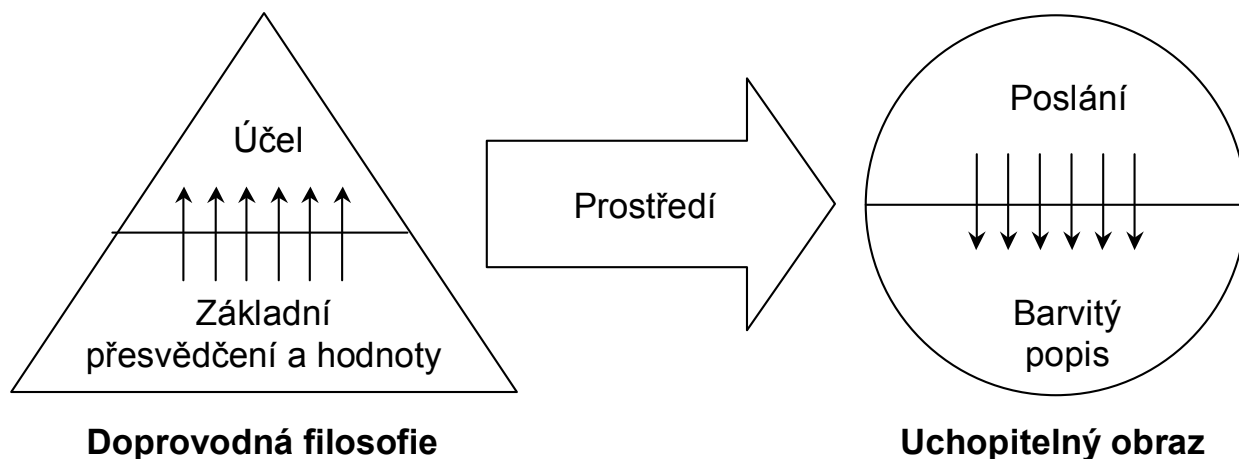 Účel
Základní
přesvědčení a hodnoty
Doprovodná filosofie
Prostředí
Poslání
Barvitý
popis
Uchopitelný obraz